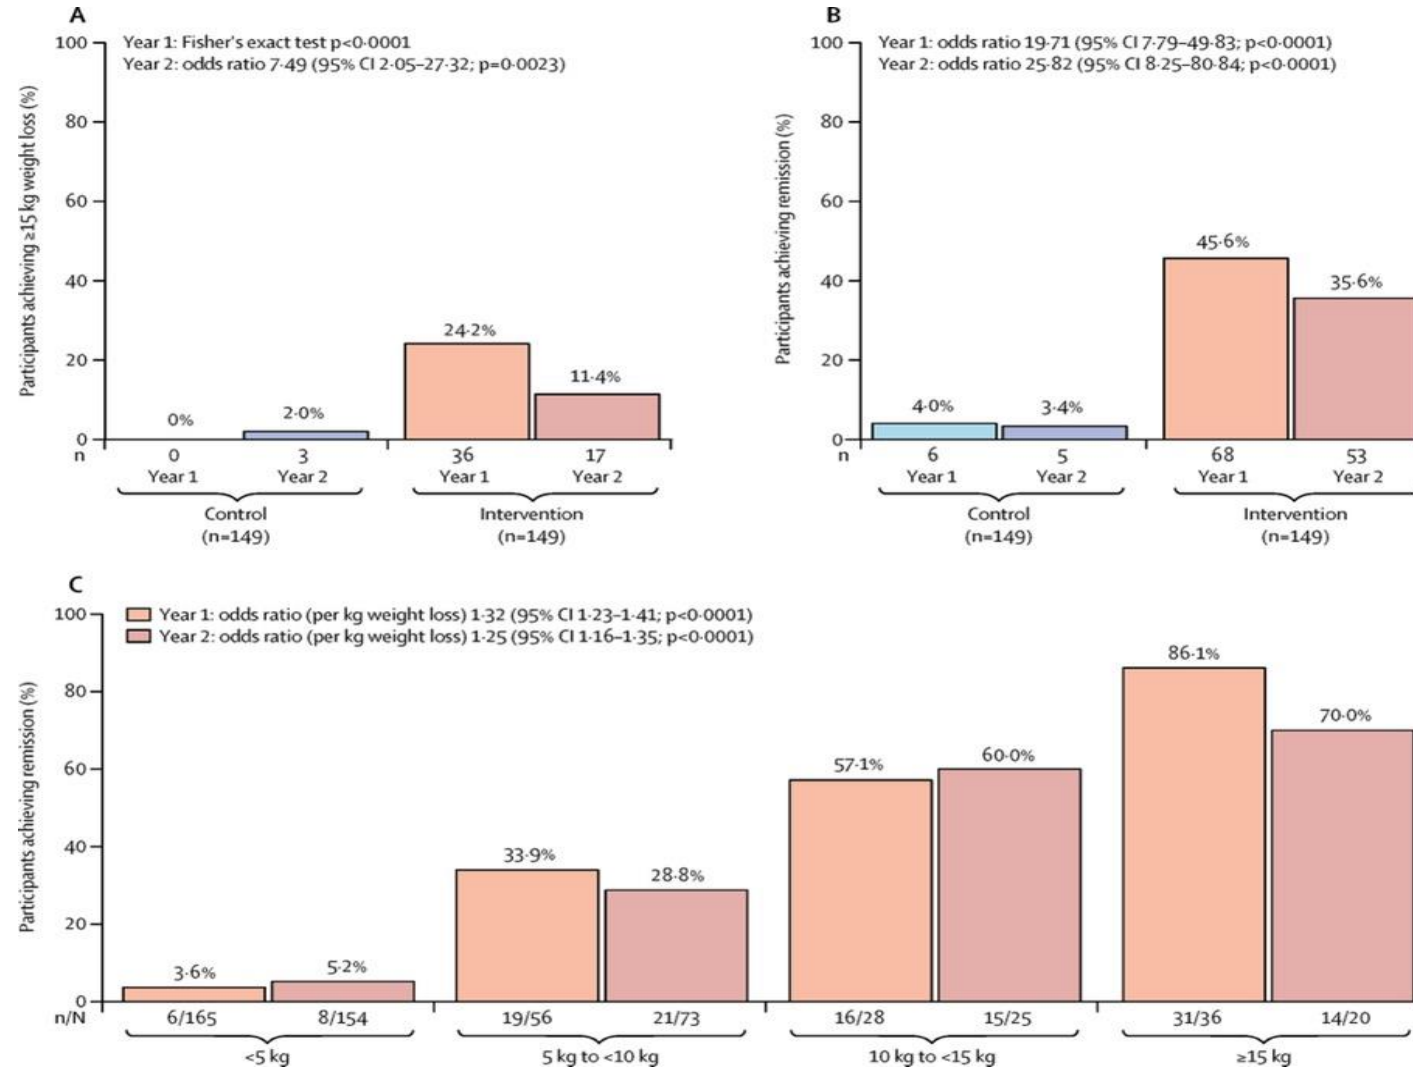 A
Year 1: Fisher's exact test p<0·0001
Year 2: odds ratio 7·49 (95% CI 2·05–27·32; p=0·0023)
Participants achieving ≥15 kg weight loss (%)
100
80
60
40
20
0
0%
2·0%
24·2%
11·4%
n
0
3
36
17
Year 1
Year 2
Year 1
Year 2
Control
(n=149)
Intervention
(n=149)
B
Year 1: odds ratio 19·71 (95% CI 7·79–49·83; p<0·0001)
Year 2: odds ratio 25·82 (95% CI 8·25–80·84; p<0·0001)
Participants achieving remission (%)
100
80
60
40
20
0
4·0%
3·4%
45·6%
35·6%
n
6
5
68
53
Year 1
Year 2
Year 1
Year 2
Control
(n=149)
Intervention
(n=149)
C
Year 1: odds ratio (per kg weight loss) 1·32 (95% CI 1·23–1·41; p<0·0001)
Year 2: odds ratio (per kg weight loss) 1·25 (95% CI 1·16–1·35; p<0·0001)
Participants achieving remission (%)
100
80
60
40
20
0
3·6%
5·2%
33·9%
28·8%
57·1%
60·0%
86·1%
70·0%
n/N
6/165
8/154
19/56
21/73
16/28
15/25
31/36
14/20
<5 kg
5 kg to <10 kg
10 kg to <15 kg
≥15 kg